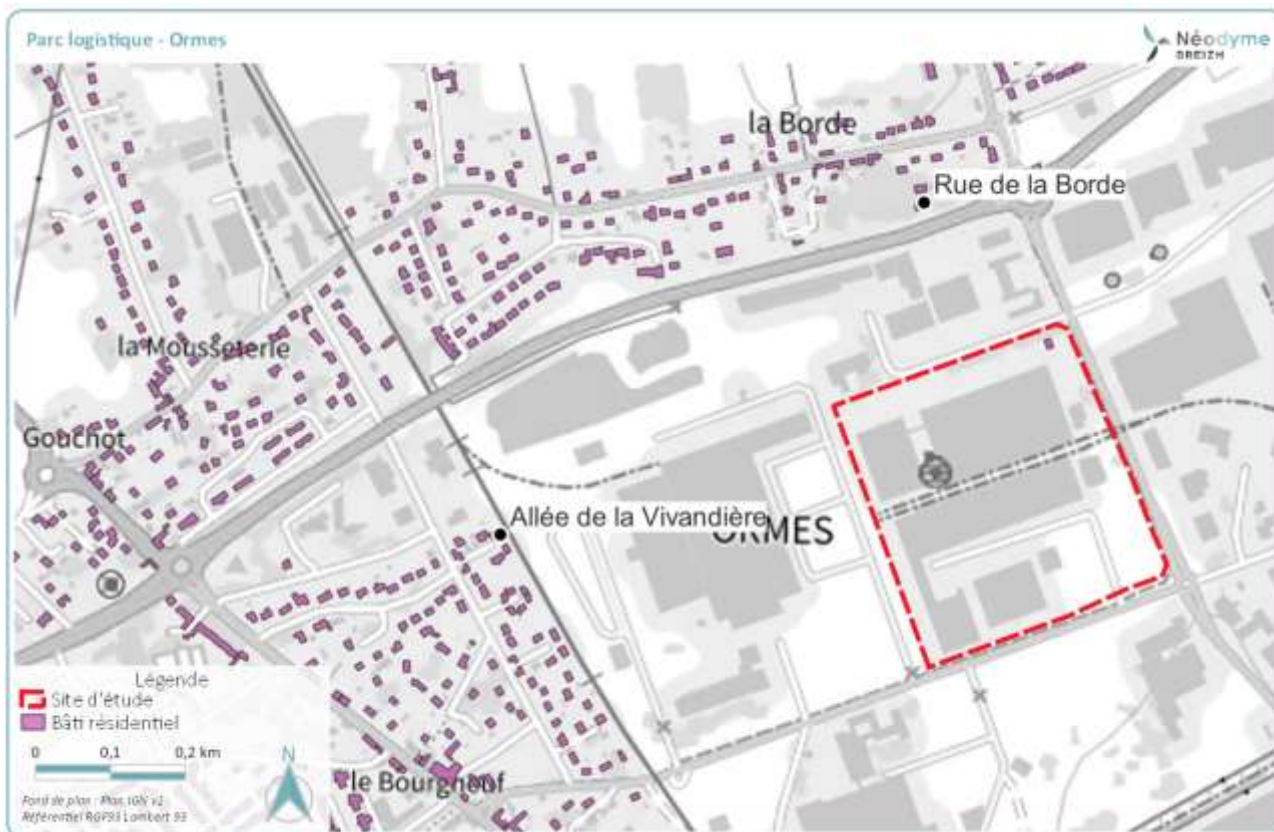 Parc logistique - Ormes
Néodyme
BREIZH
la Borde
Rue de la Borde
la Mousseterie
Gouchot
Allée de la Vivandière
ORMES
le Bourgneuf
Légende
Site d'étude
Bâti résidentiel
0 0,1 0,2 km
N
Fond de plan : Plan IGN v2
Référentiel RGF93 Lambert 93